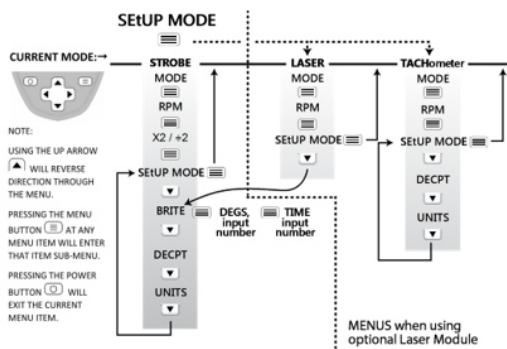 SEtUP MODE
CURRENT MODE:→
STROBE
MODE
RPM
X2 / ÷2
SEtUP MODE
BRITE
DECPT
UNITS
LASER
MODE
RPM
SEtUP MODE
DEGS,
input
number
TIME
input
number
TACHometer
MODE
RPM
SEtUP MODE
DECPT
UNITS
NOTE:
USING THE UP ARROW
WILL REVERSE
DIRECTION THROUGH
THE MENU.
PRESSING THE MENU
BUTTON AT ANY
MENU ITEM WILL ENTER
THAT ITEM SUB-MENU.
PRESSING THE POWER
BUTTON WILL
EXIT THE CURRENT
MENU ITEM.
MENUS when using
optional Laser Module